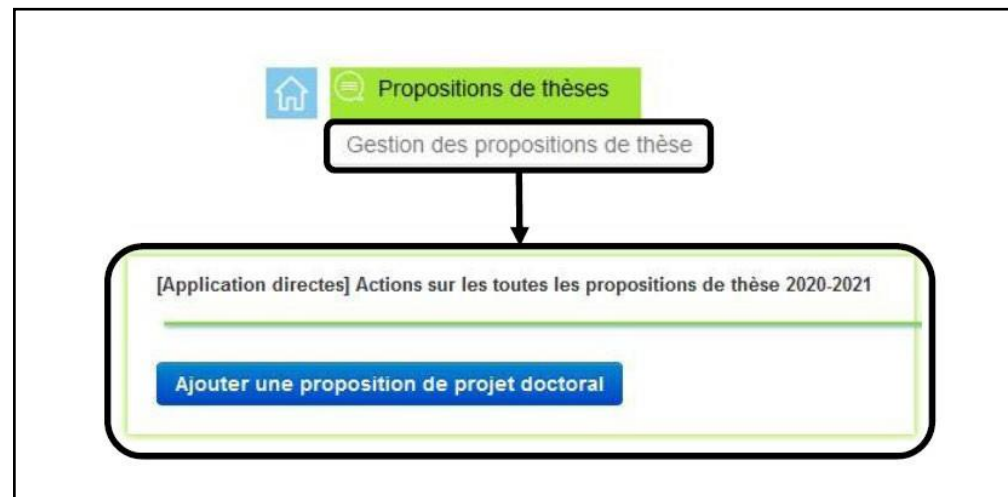 Propositions de thèses
Gestion des propositions de thèse
[Application directes] Actions sur les toutes les propositions de thèse 2020-2021
Ajouter une proposition de projet doctoral